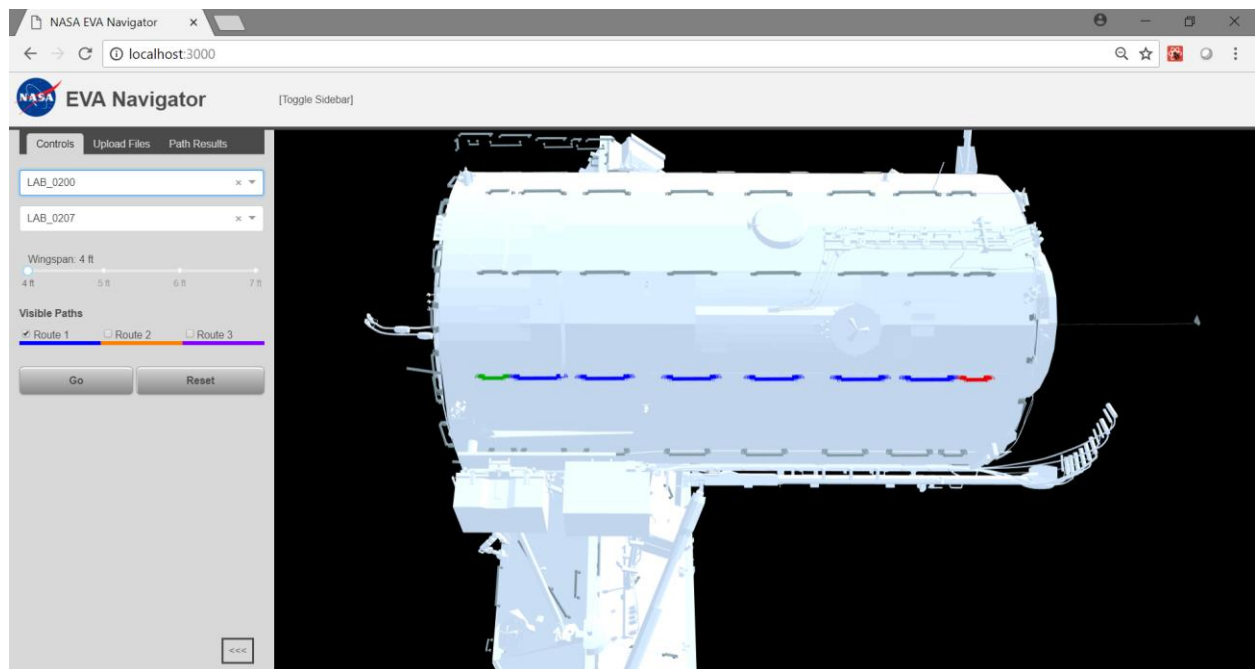 NASA EVA Navigator
localhost:3000
NASA EVA Navigator
[Toggle Sidebar]
Controls Upload Files Path Results
LAB_0200
LAB_0207
Wingspan: 4 ft
4 ft 5 ft 6 ft 7 ft
Visible Paths
Route 1 Route 2 Route 3
Go Reset
<<<